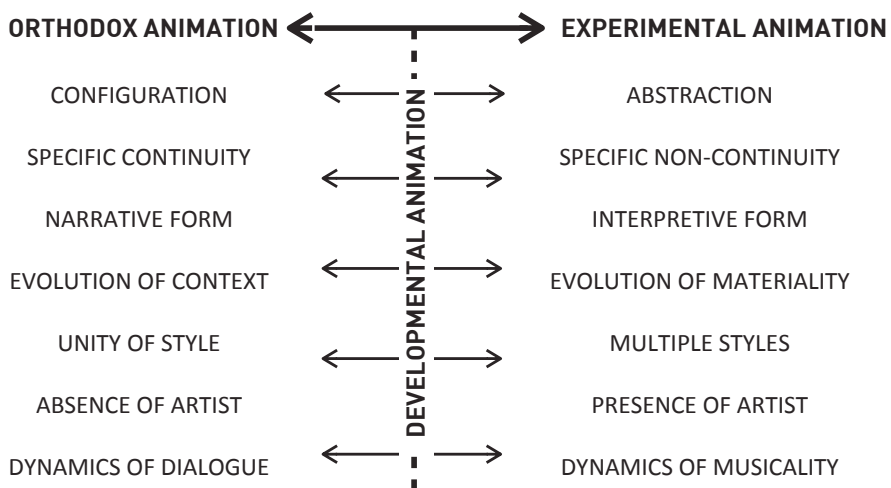 ORTHODOX ANIMATION EXPERIMENTAL ANIMATION
CONFIGURATION ABSTRACTION
SPECIFIC CONTINUITY SPECIFIC NON-CONTINUITY
NARRATIVE FORM INTERPRETIVE FORM
EVOLUTION OF CONTEXT EVOLUTION OF MATERIALITY
UNITY OF STYLE MULTIPLE STYLES
ABSENCE OF ARTIST PRESENCE OF ARTIST
DYNAMICS OF DIALOGUE DYNAMICS OF MUSICALITY
DEVELOPMENTAL ANIMATION